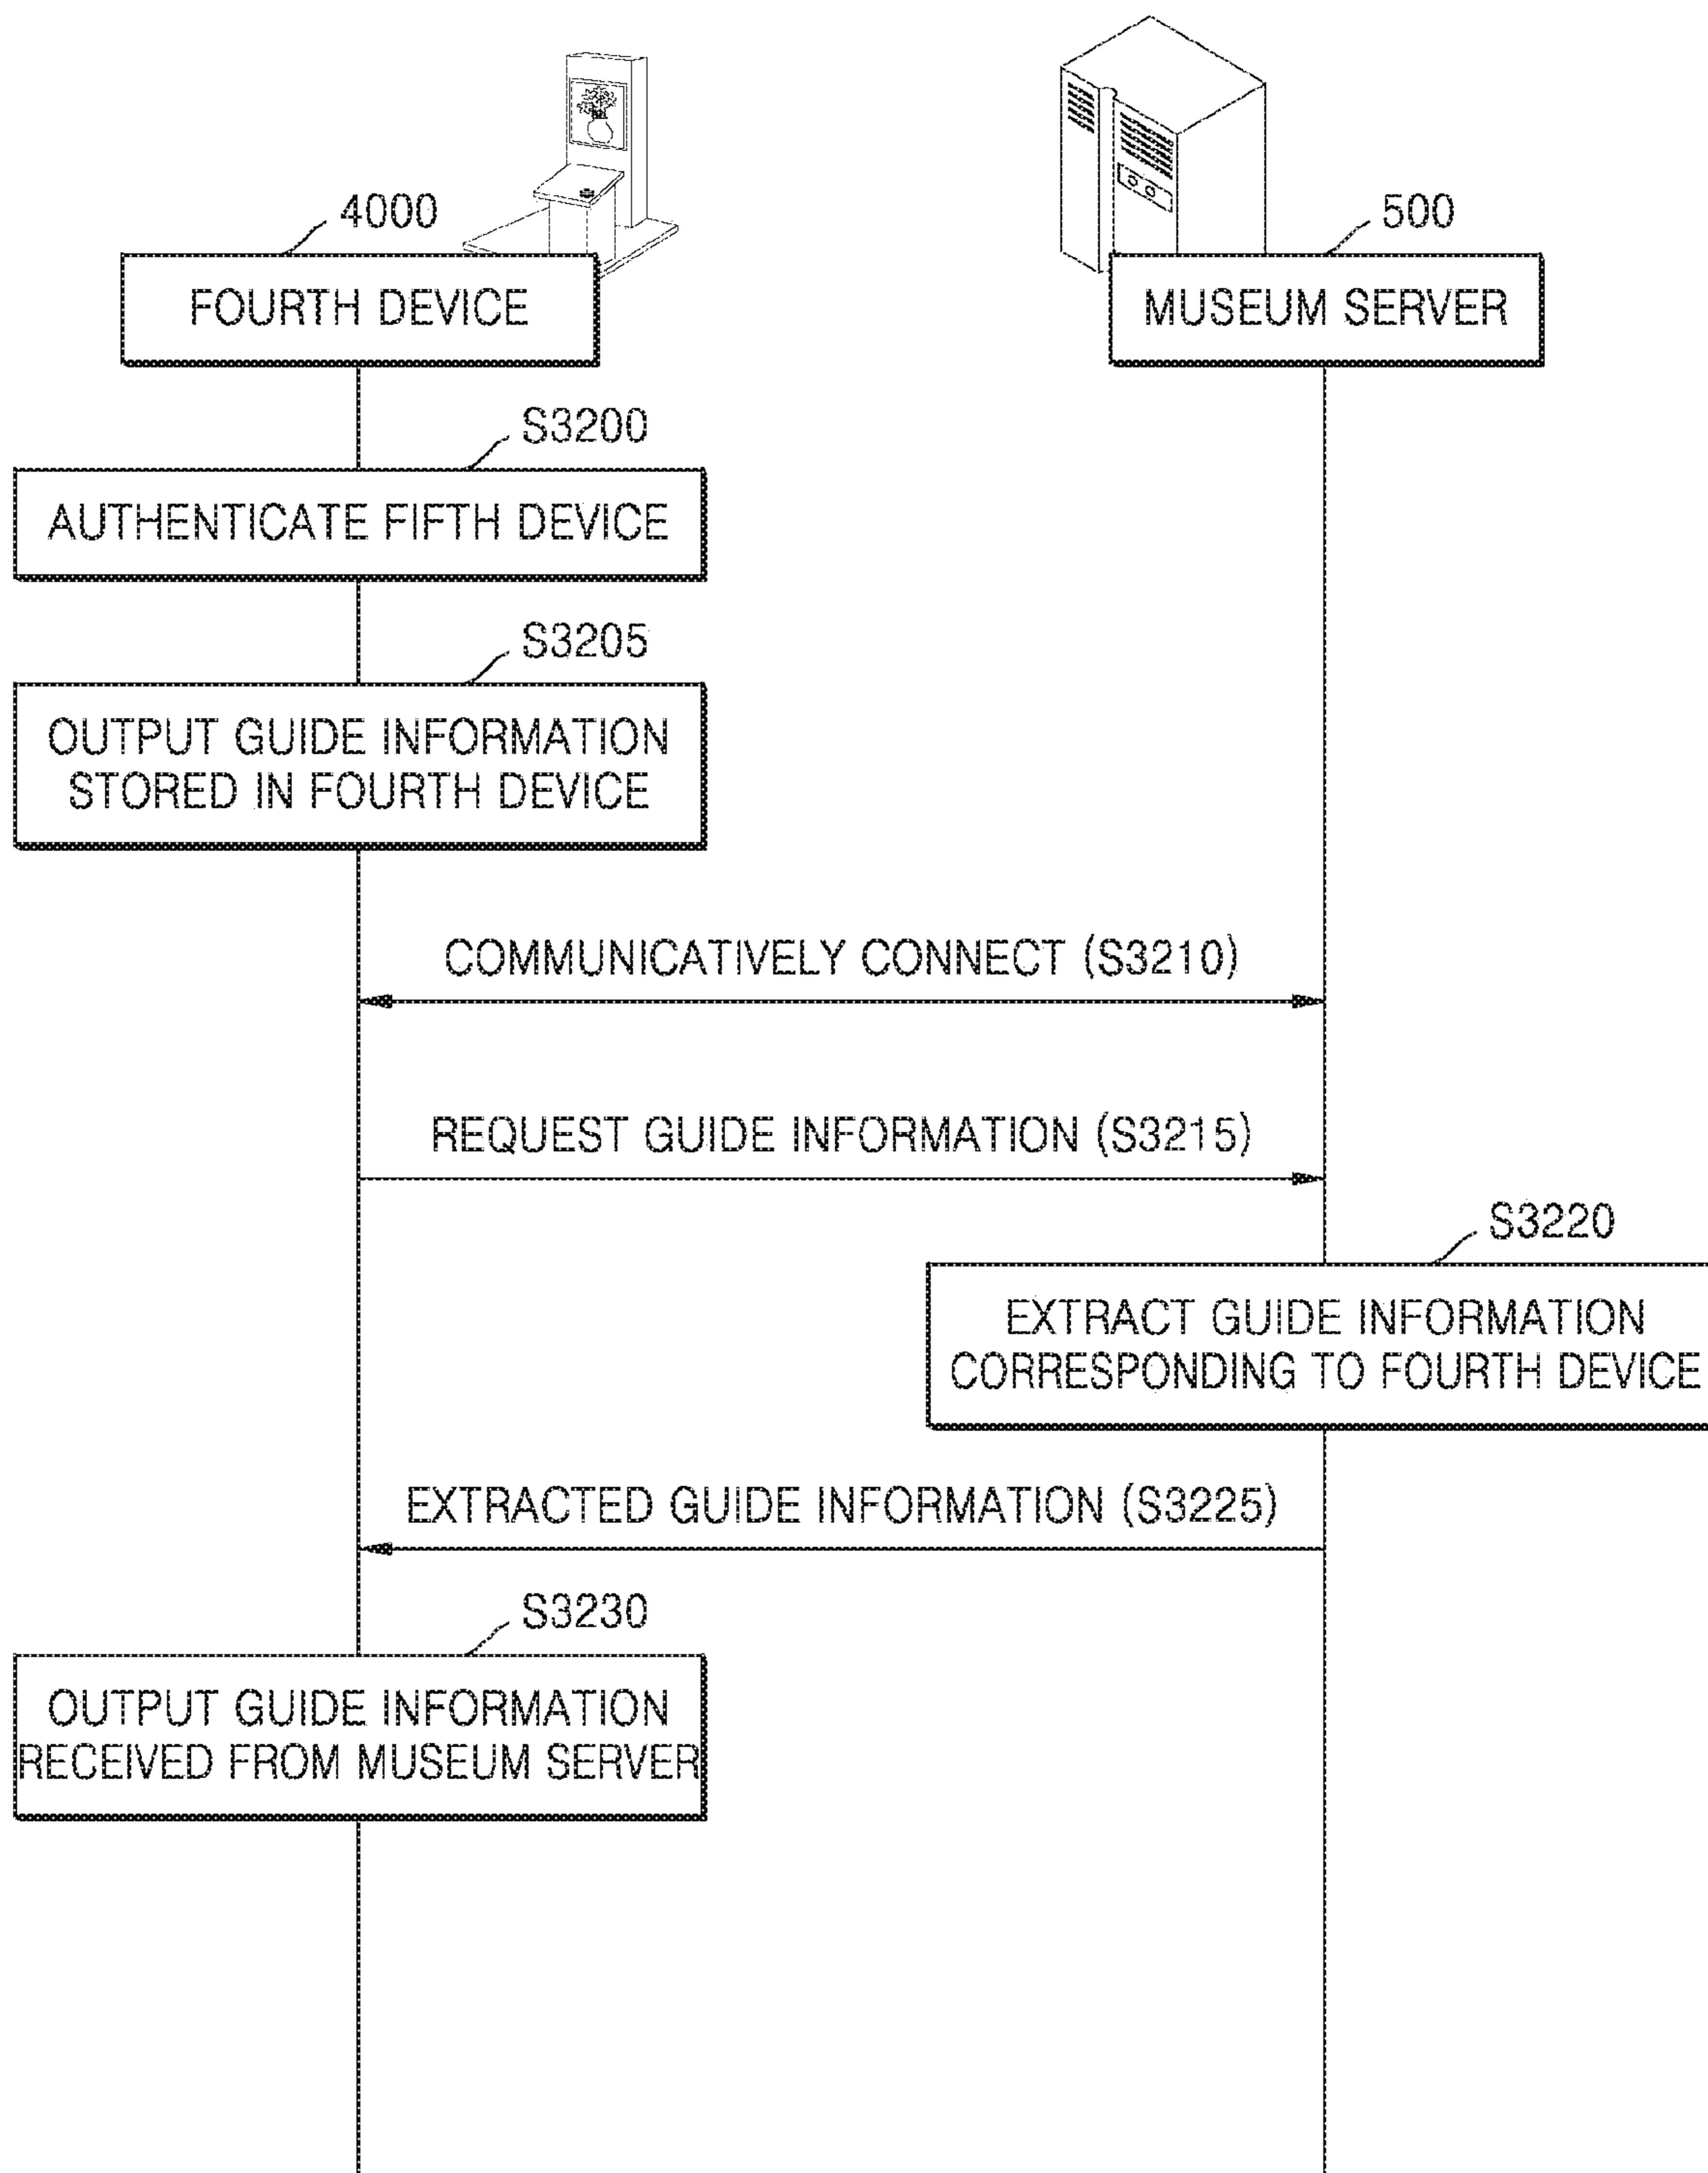 4000
500
FOURTH DEVICE
MUSEUM SERVER
S3200
AUTHENTICATE FIFTH DEVICE
S3205
OUTPUT GUIDE INFORMATION
STORED IN FOURTH DEVICE
COMMUNICATIVELY CONNECT (S3210)
REQUEST GUIDE INFORMATION (S3215)
S3220
EXTRACT GUIDE INFORMATION
CORRESPONDING TO FOURTH DEVICE
EXTRACTED GUIDE INFORMATION (S3225)
S3230
OUTPUT GUIDE INFORMATION
RECEIVED FROM MUSEUM SERVER